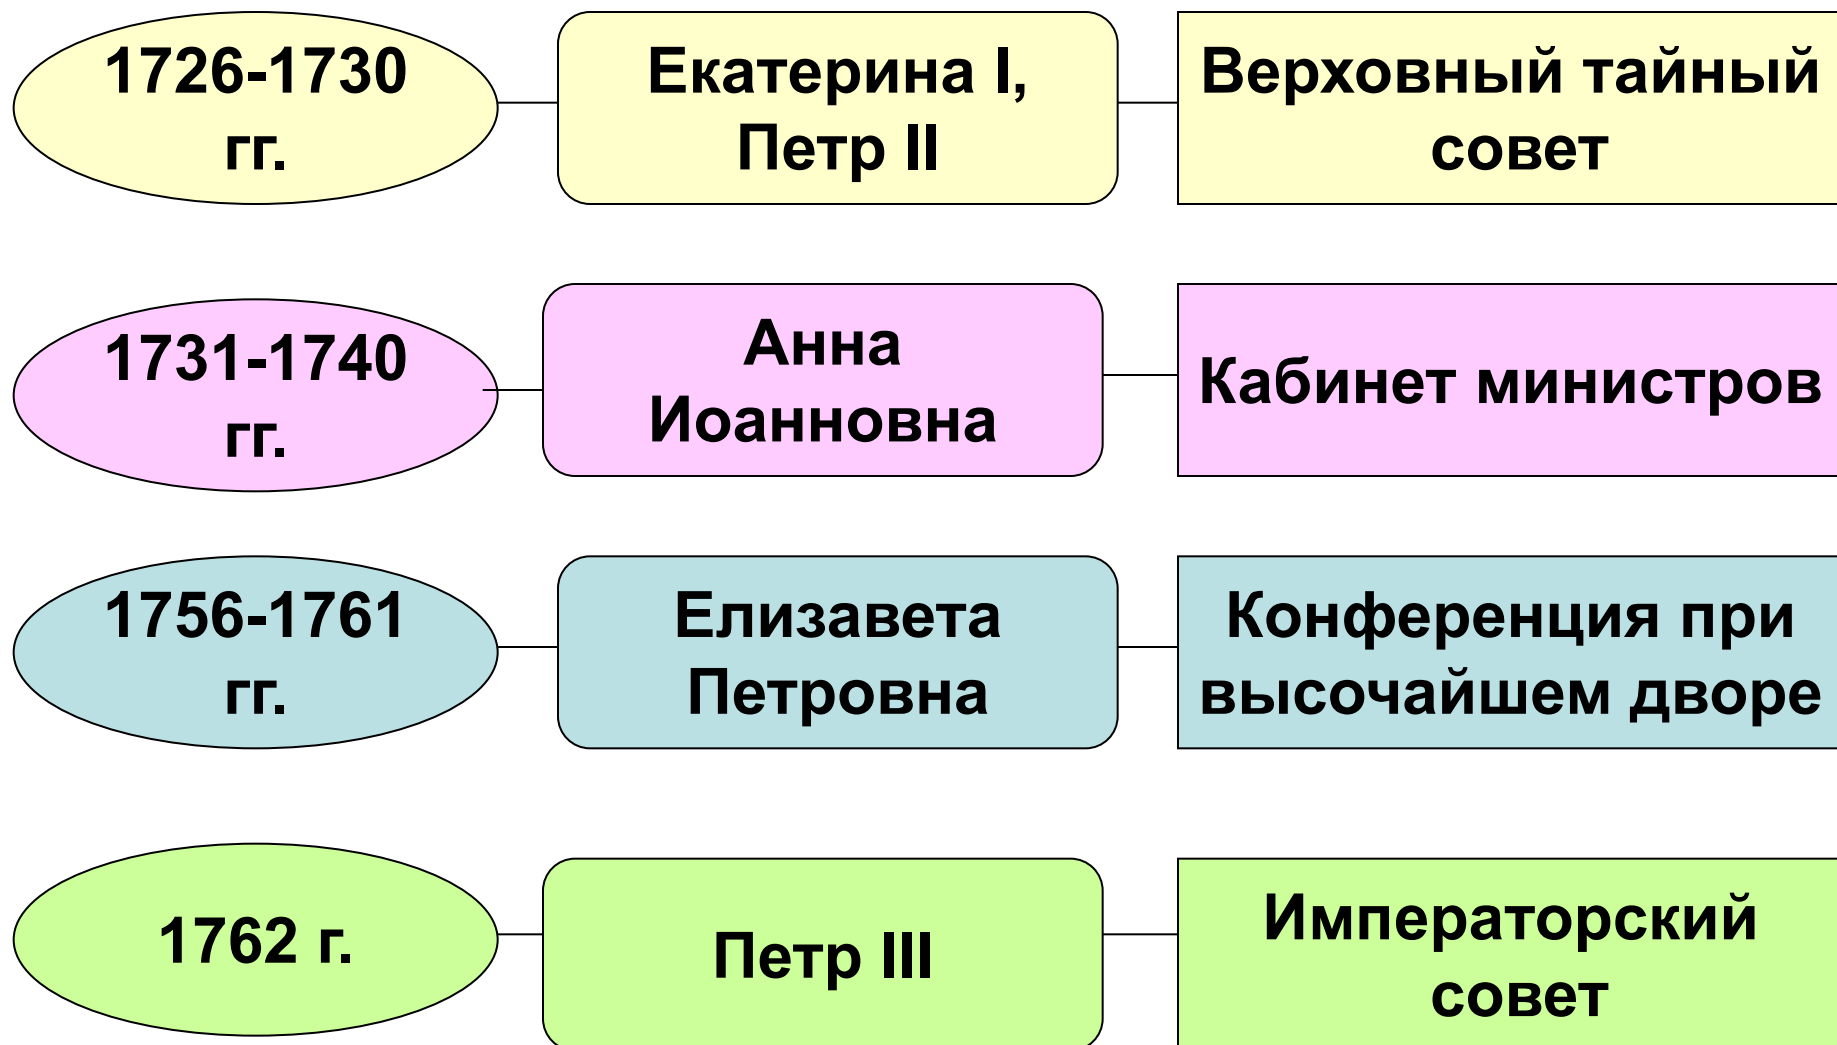 1726-1730
гг.
Екатерина I,
Петр II
Верховный тайный
совет
1731-1740
гг.
Анна
Иоанновна
Кабинет министров
1756-1761
гг.
Елизавета
Петровна
Конференция при
высочайшем дворе
1762 г.
Петр III
Императорский
совет